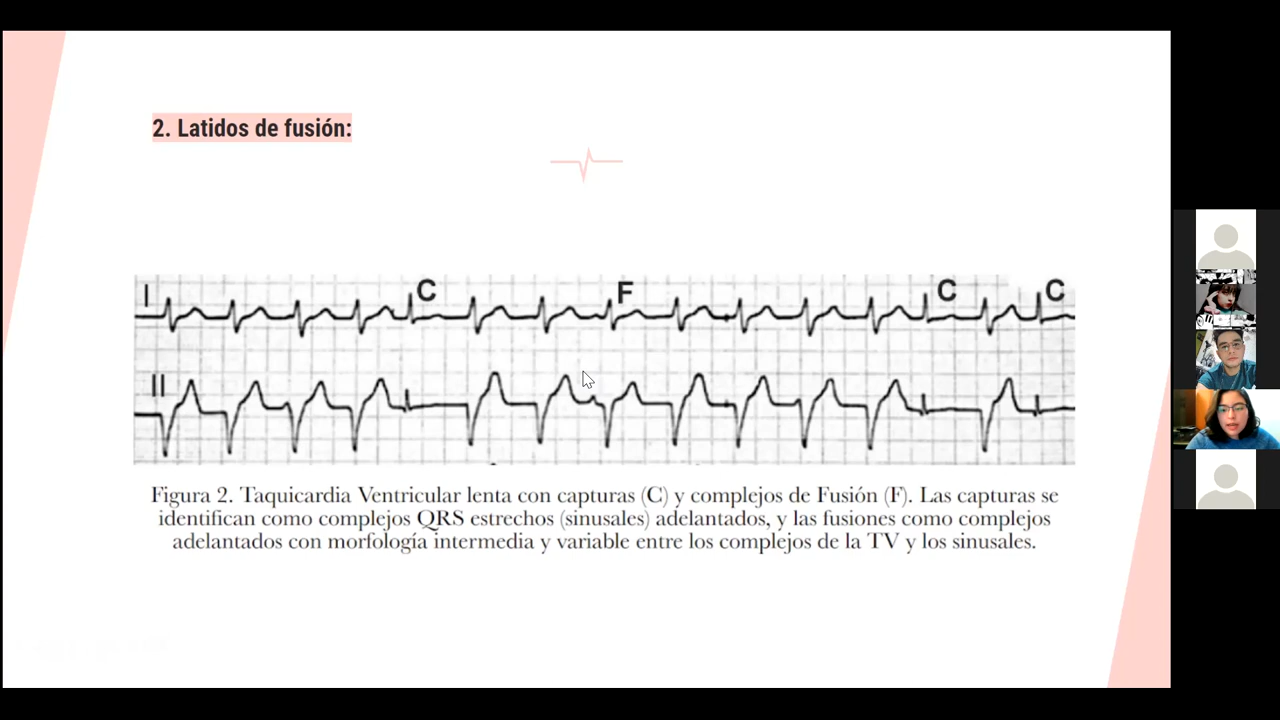 2. Latidos de fusión:
I C F C C
II
Figura 2. Taquicardia Ventricular lenta con capturas (C) y complejos de Fusión (F). Las capturas se
identifican como complejos QRS estrechos (sinusales) adelantados, y las fusiones como complejos
adelantados con morfología intermedia y variable entre los complejos de la TV y los sinusales.